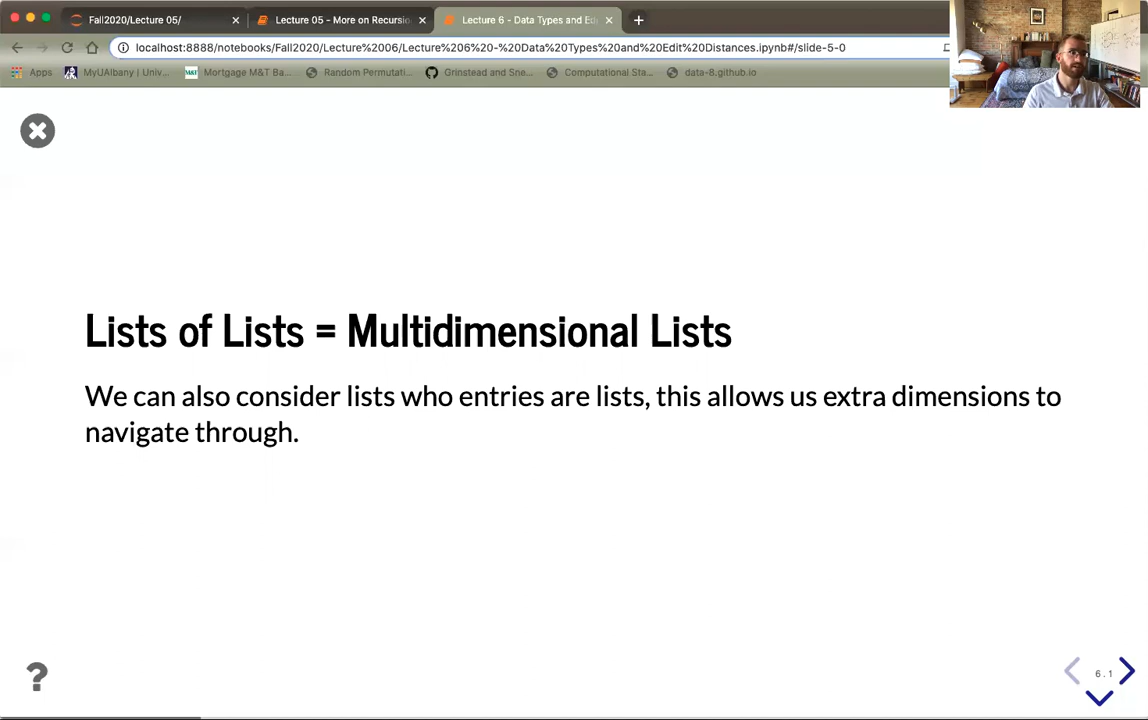 Fall2020/Lecture 05/
Lecture 05 - More on Recursio
Lecture 6 - Data Types and Edi
localhost:8888/notebooks/Fall2020/Lecture%2006/Lecture%206%20-%20Data%20Types%20and%20Edit%20Distances.ipynb#/slide-5-0
Apps
MyUAlbany | Univ...
M&T
Mortgage M&T Ba...
Random Permutati...
Grinstead and Sne...
Computational Sta...
data-8.github.io
Lists of Lists = Multidimensional Lists
We can also consider lists who entries are lists, this allows us extra dimensions to
navigate through.
?
6.1